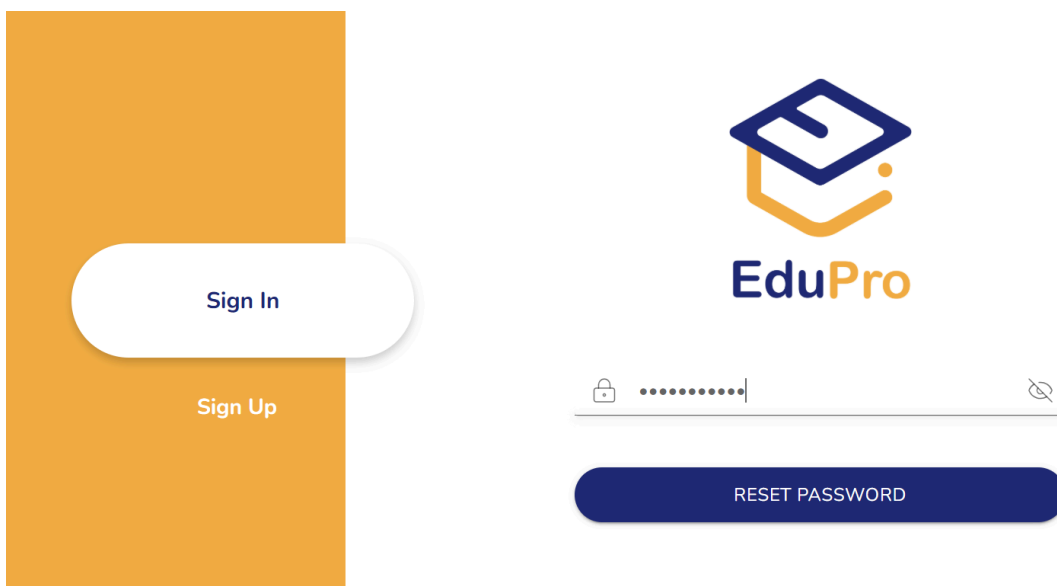 Sign In
Sign Up
EduPro
•••••••••••
RESET PASSWORD